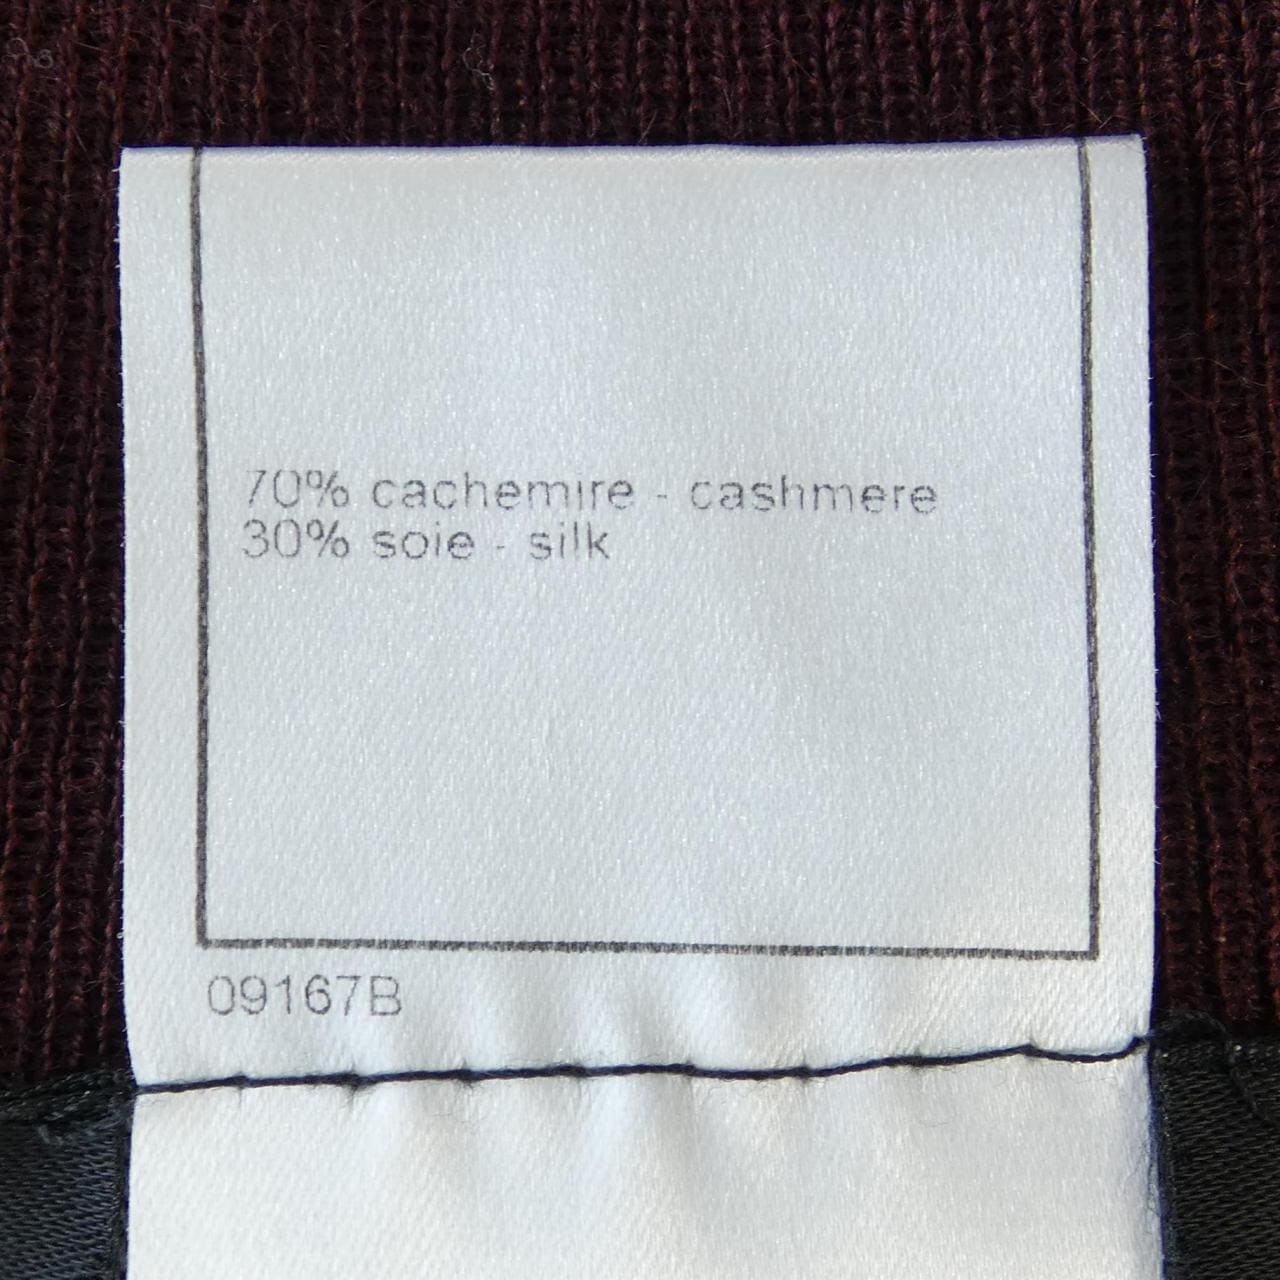 70% cachemire - cashmere
30% soie - silk
09167B